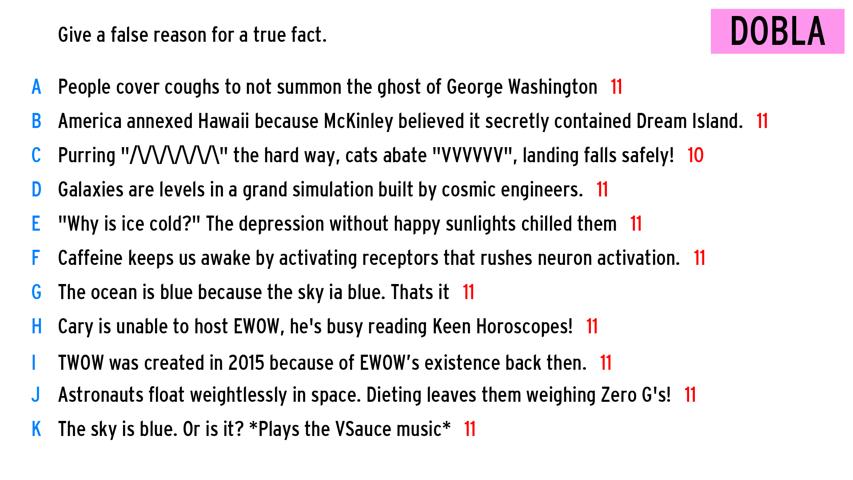 Give a false reason for a true fact.
DOBLA
A People cover coughs to not summon the ghost of George Washington 11
B America annexed Hawaii because McKinley believed it secretly contained Dream Island. 11
C Purring "/\/\/\/\/\/\/\" the hard way, cats abate "VVVVVV", landing falls safely! 10
D Galaxies are levels in a grand simulation built by cosmic engineers. 11
E "Why is ice cold?" The depression without happy sunlights chilled them 11
F Caffeine keeps us awake by activating receptors that rushes neuron activation. 11
G The ocean is blue because the sky ia blue. Thats it 11
H Cary is unable to host EWOW, he's busy reading Keen Horoscopes! 11
I TWOW was created in 2015 because of EWOW's existence back then. 11
J Astronauts float weightlessly in space. Dieting leaves them weighing Zero G's! 11
K The sky is blue. Or is it? *Plays the VSauce music* 11